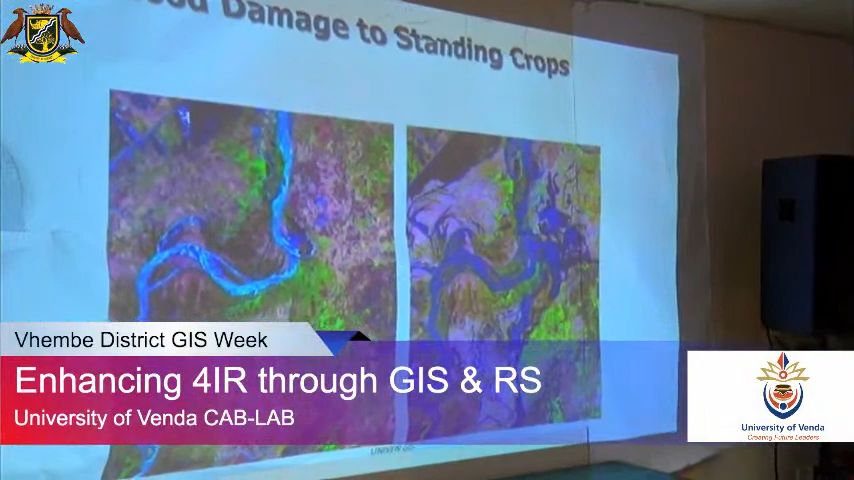 Damage to Standing Crops
Vhembe District GIS Week
Enhancing 4IR through GIS & RS
University of Venda CAB-LAB
University of Venda
Creating Future Leaders